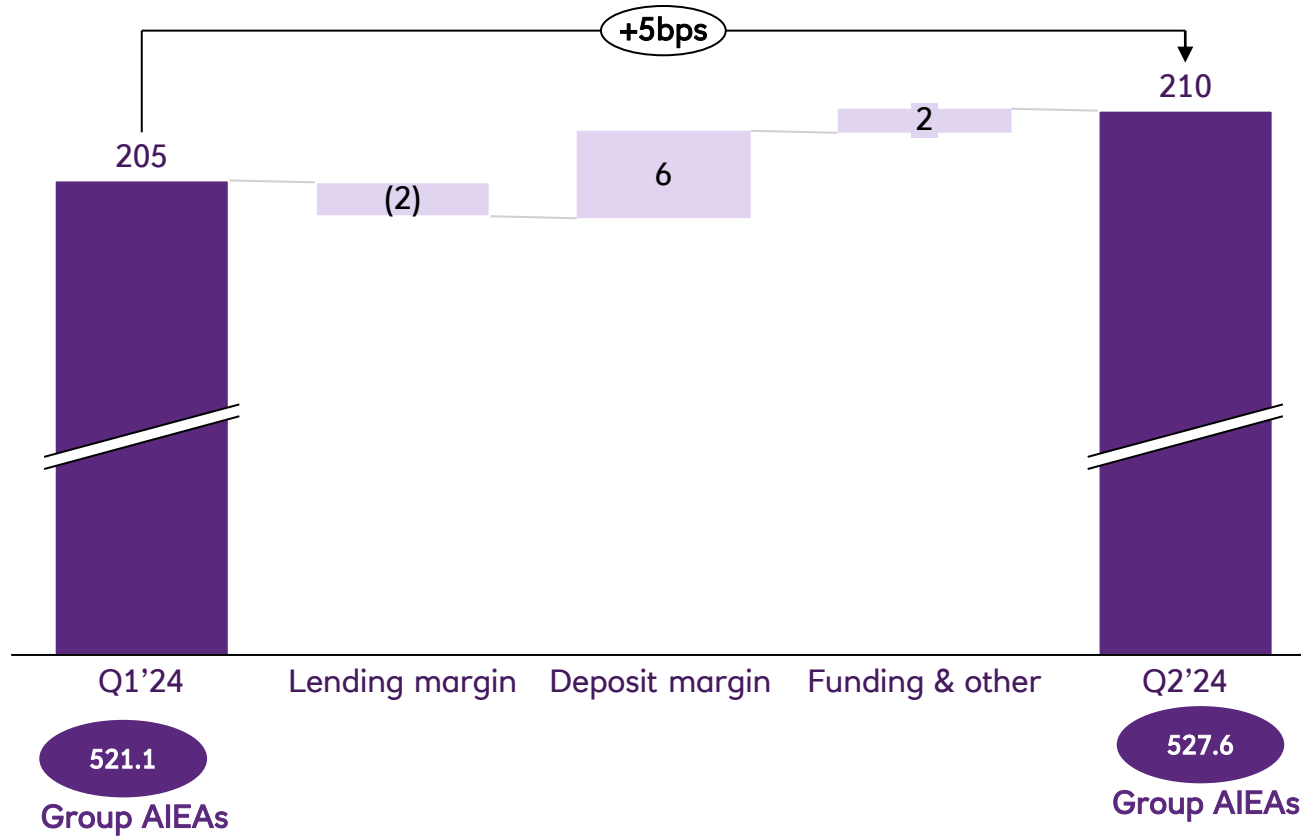 +5bps
205
(2)
6
2
210
Q1’24
Lending margin
Deposit margin
Funding & other
Q2’24
521.1
Group AIEAs
527.6
Group AIEAs